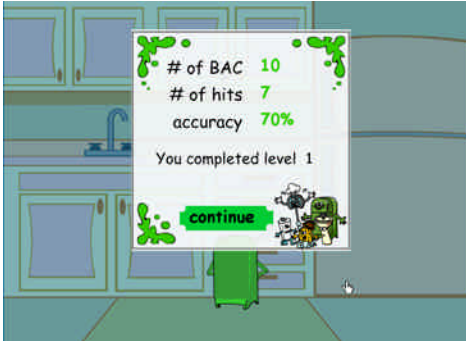 # of BAC 10
# of hits 7
accuracy 70%
You completed level 1
continue